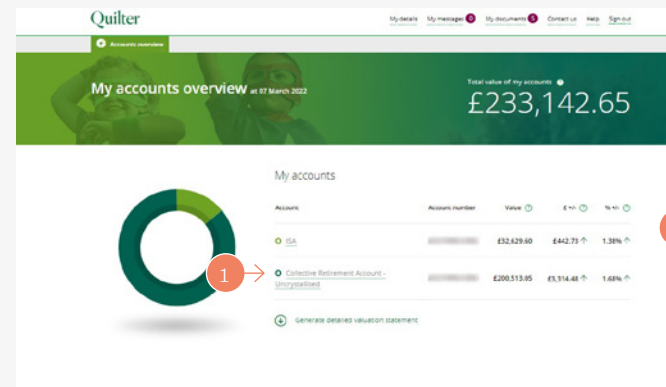 Quilter
My details My messages 0 My documents 5 Contact us Help Sign out
Accounts overview
My accounts overview at 07 March 2022
Total value of my accounts ?
£233,142.65
My accounts
Account Account number Value ? £ +/- ? % +/- ?
ISA £32,629.60 £442.73 ↑ 1.38% ↑
1
Collective Retirement Account - £200,513.05 £3,314.48 ↑ 1.68% ↑
Uncrystallised
Generate detailed valuation statement